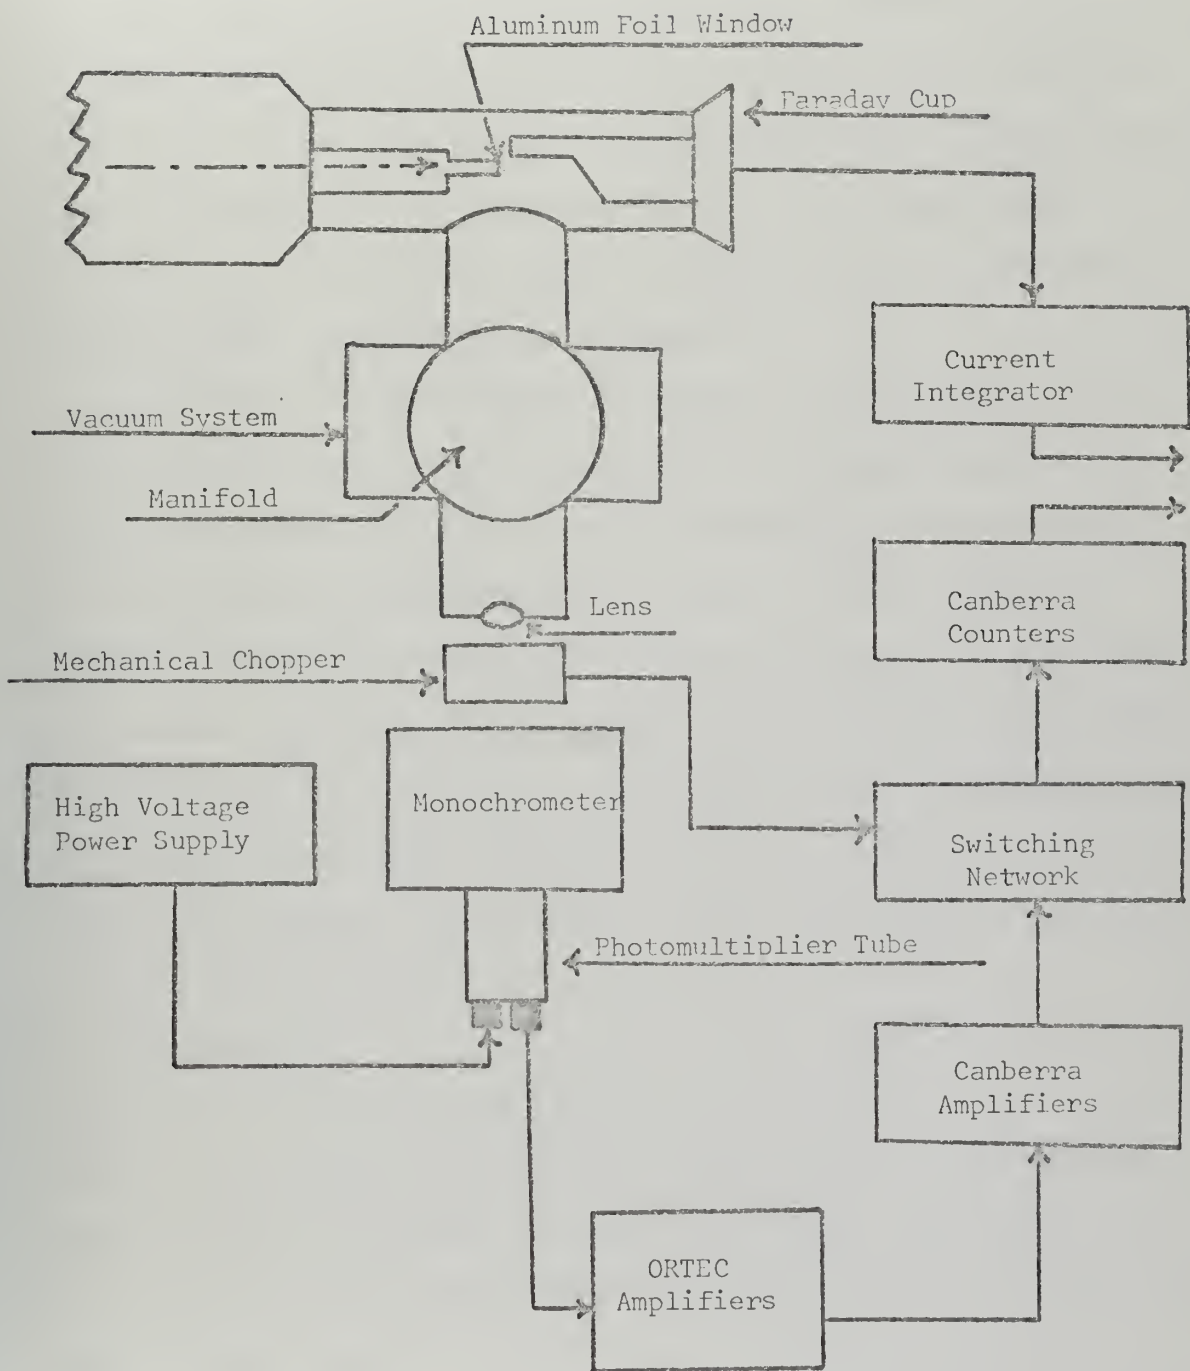 Aluminum Foil Window
Faraday Cup
Current
Integrator
Vacuum System
Manifold
Canberra
Counters
Lens
Mechanical Chopper
High Voltage
Power Supply
Monochrometer
Switching
Network
Photomultiplier Tube
Canberra
Amplifiers
ORTEC
Amplifiers